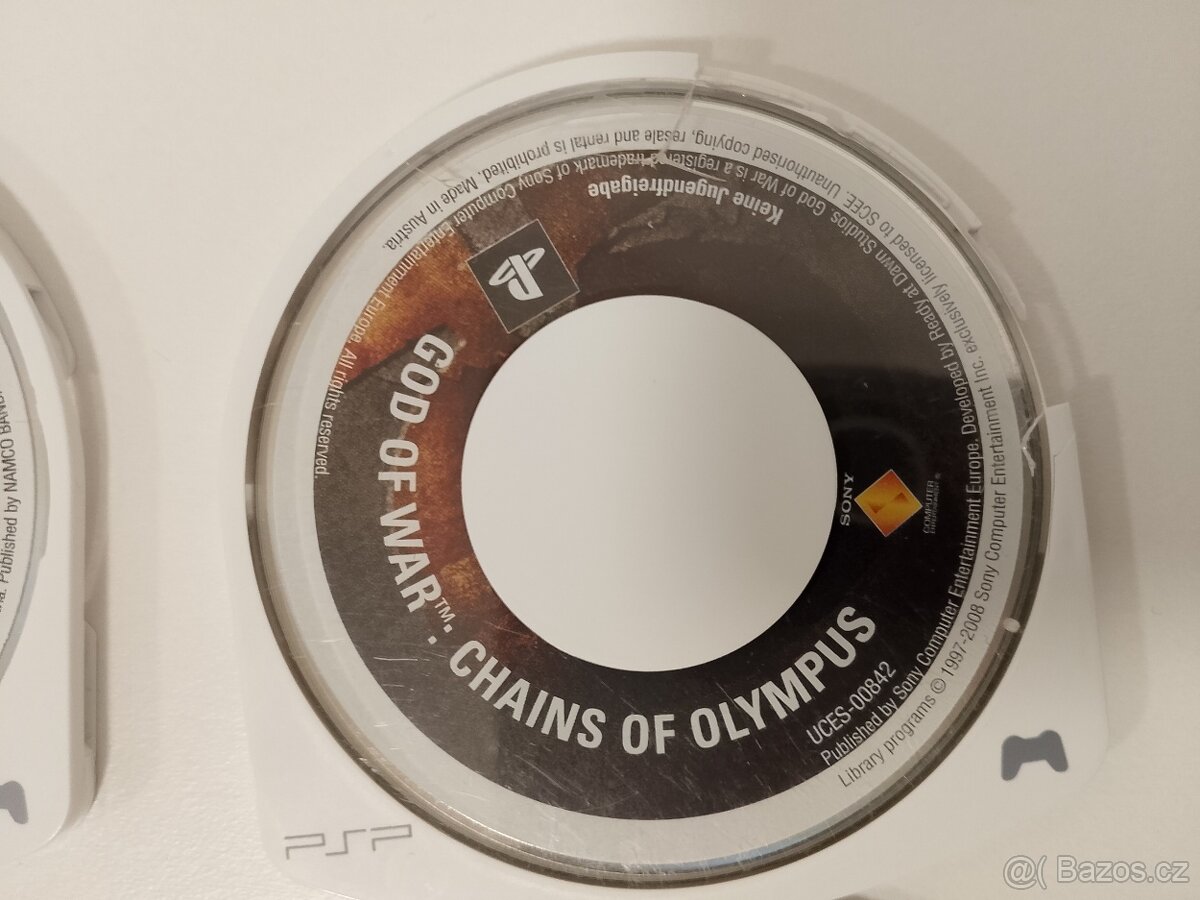 GOD OF WAR™: CHAINS OF OLYMPUS
UCES-00842
Published by Sony Computer Entertainment Europe. Developed by Ready at Dawn Studios. God of War is a registered trademark of Sony Computer Entertainment Europe. All rights reserved.
Library programs © 1997-2008 Sony Computer Entertainment Inc. exclusively licensed to SCEE. Unauthorised copying, resale and rental is prohibited. Made in Austria.
Keine Jugendfreigabe
SONY
COMPUTER
ENTERTAINMENT ®
PSP
Published by NAMCO
@( Bazos.cz